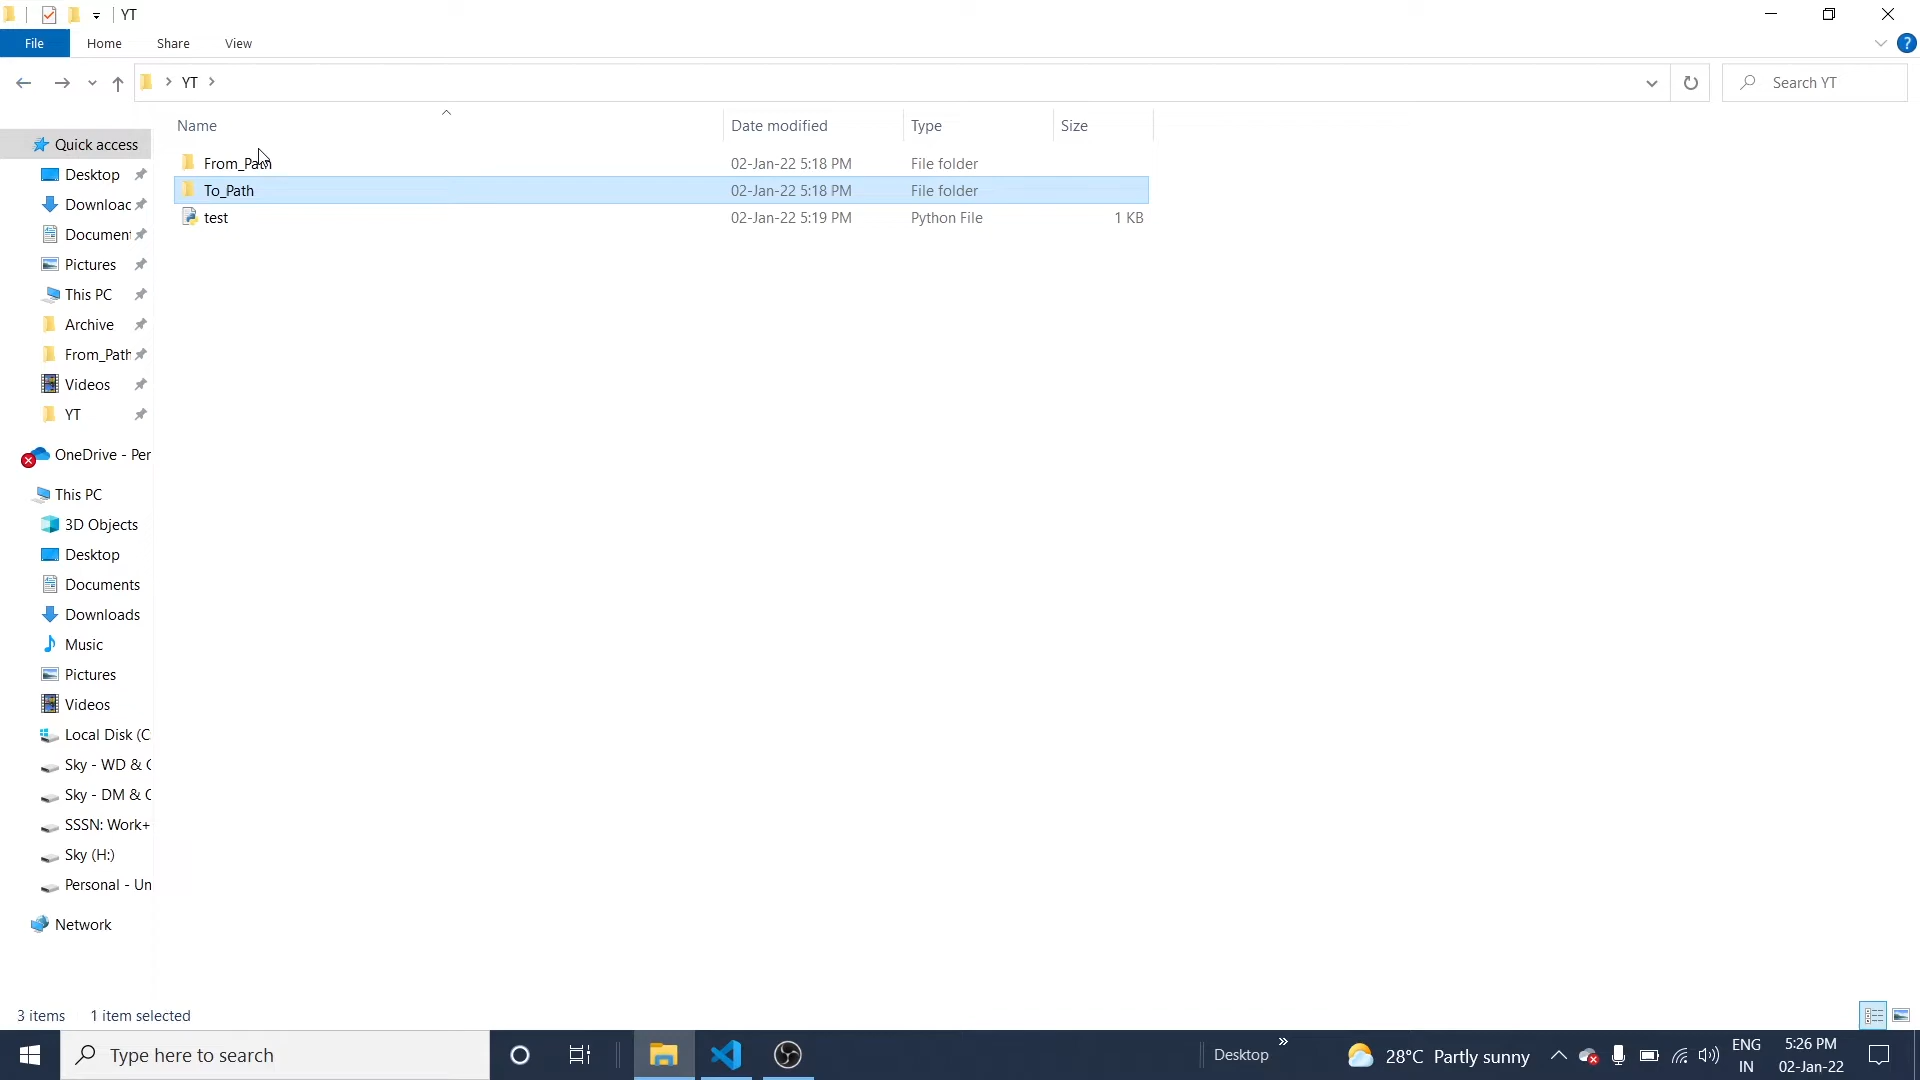 YT
File Home Share View
YT
Search YT
Name Date modified Type Size
From_Path 02-Jan-22 5:18 PM File folder
To_Path 02-Jan-22 5:18 PM File folder
test 02-Jan-22 5:19 PM Python File 1 KB
Quick access
Desktop
Downloac
Document
Pictures
This PC
Archive
From_Path
Videos
YT
OneDrive - Per
This PC
3D Objects
Desktop
Documents
Downloads
Music
Pictures
Videos
Local Disk (C
Sky - WD & C
Sky - DM & C
SSSN: Work+
Sky (H:)
Personal - Un
Network
3 items 1 item selected
Type here to search
Desktop
28°C Partly sunny
ENG
IN
5:26 PM
02-Jan-22